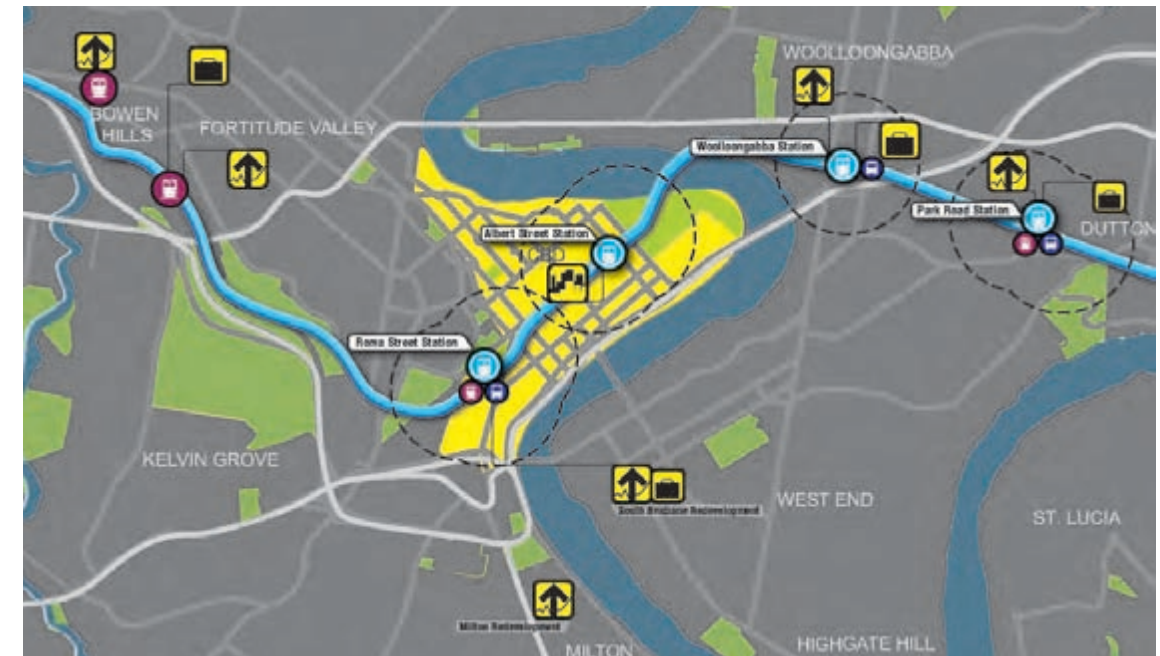 WOOLLOONGABBA
BOWEN
HILLS
FORTITUDE VALLEY
Woolloongabba Station
Park Road Station
DUTTON
Albert Street Station
CBD
Roma Street Station
KELVIN GROVE
South Brisbane Redevelopment
WEST END
ST. LUCIA
Milton Redevelopment
MILTON
HIGHGATE HILL